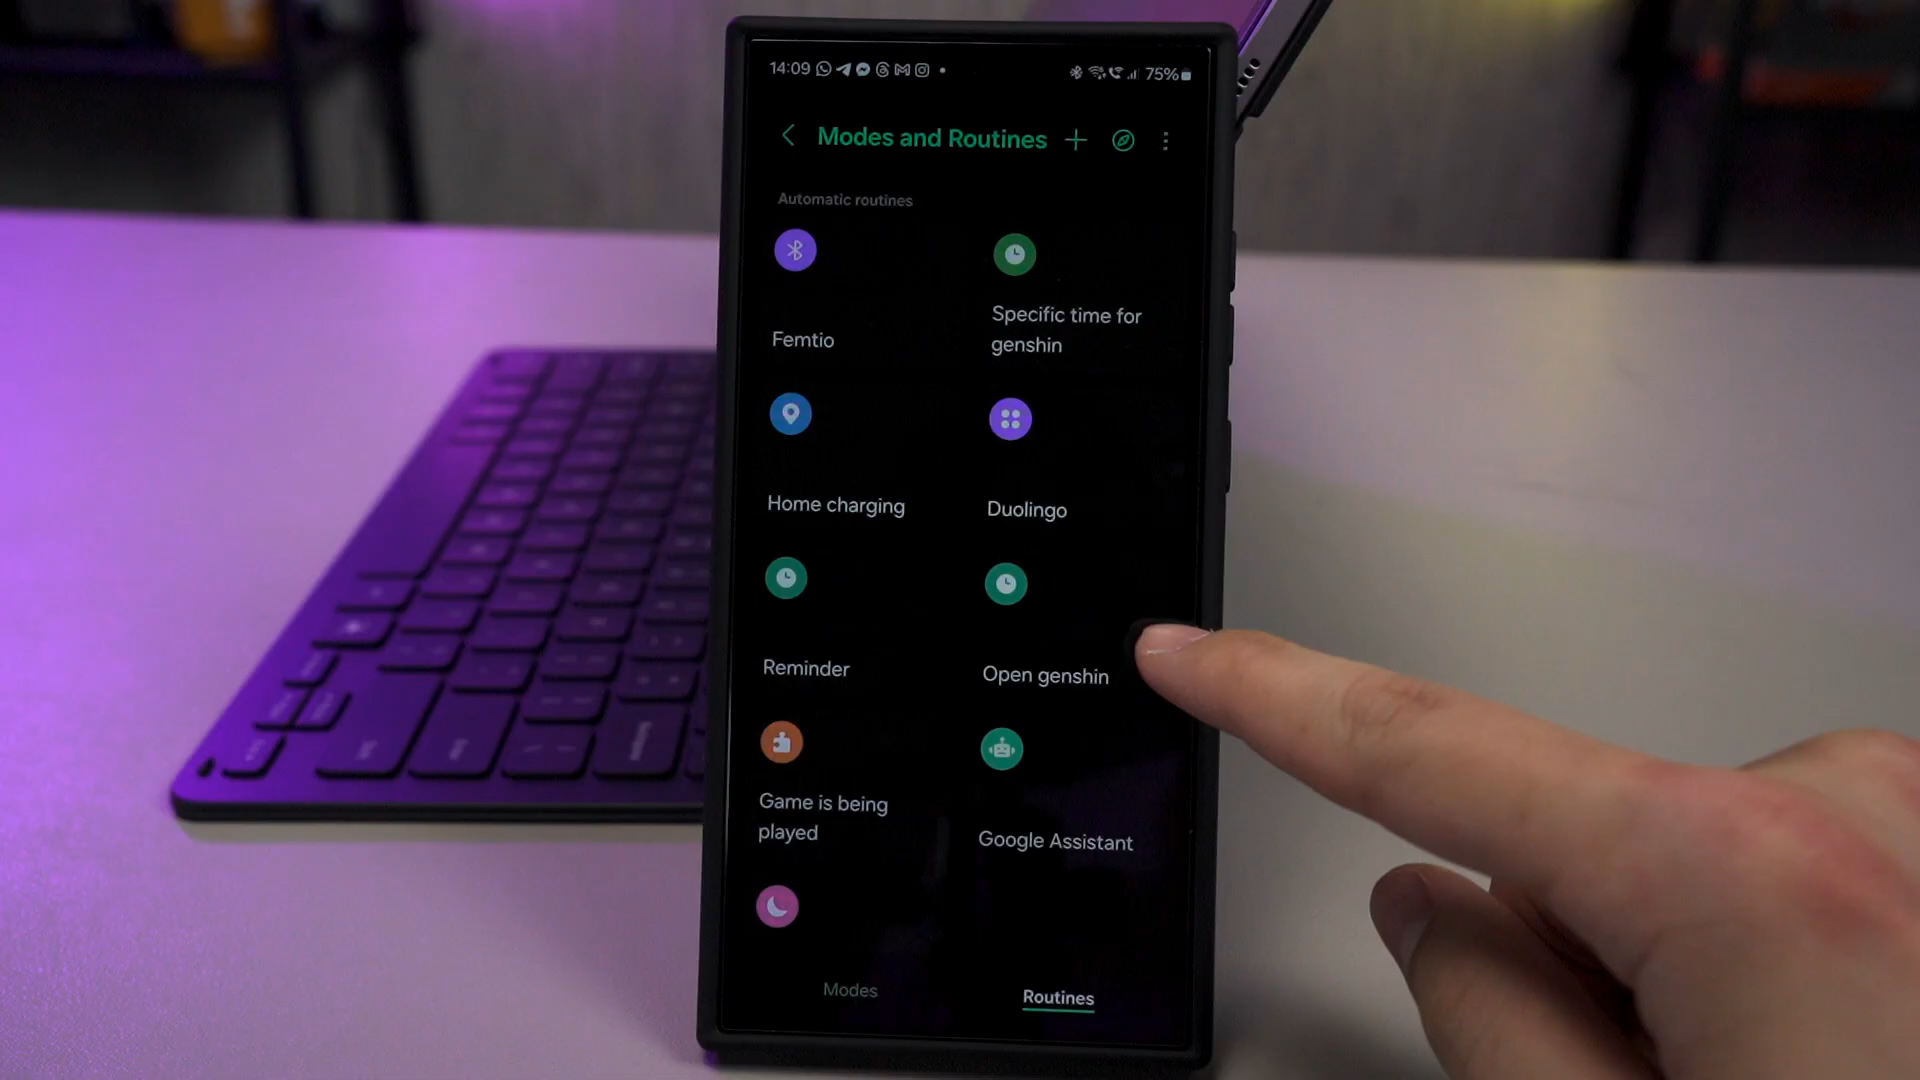 14:09
75%
Modes and Routines
Automatic routines
Femtio
Specific time for
genshin
Home charging
Duolingo
Reminder
Open genshin
Game is being
played
Google Assistant
Modes
Routines